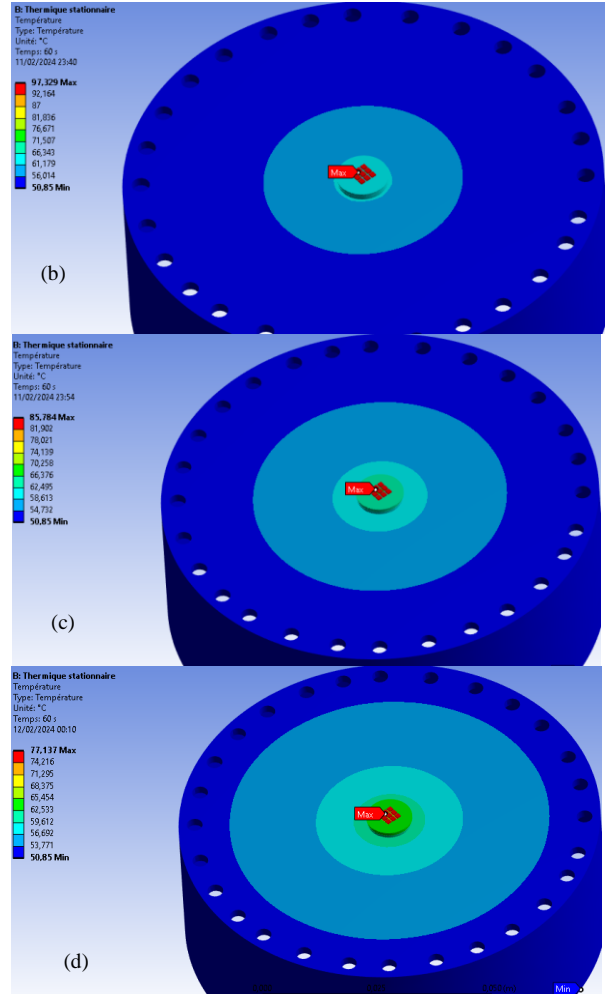 B: Thermique stationnaire
Température
Type: Température
Unité: °C
Temps: 60 s
11/02/2024 23:40
97,329 Max
92,164
87
81,836
76,671
71,507
66,343
61,179
56,014
50,85 Min
Max
(b)
B: Thermique stationnaire
Température
Type: Température
Unité: °C
Temps: 60 s
11/02/2024 23:54
85,784 Max
81,902
78,021
74,139
70,258
66,376
62,495
58,613
54,732
50,85 Min
Max
(c)
B: Thermique stationnaire
Température
Type: Température
Unité: °C
Temps: 60 s
12/02/2024 00:10
77,137 Max
74,216
71,295
68,375
65,454
62,533
59,612
56,692
53,771
50,85 Min
Max
(d)
Min